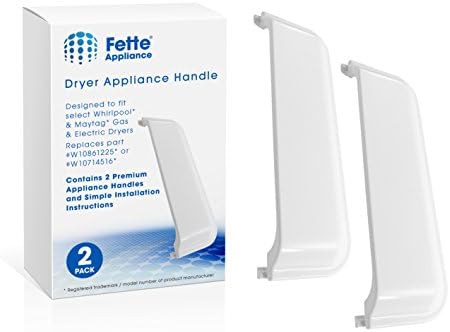 Fette®
Appliance
Dryer Appliance Handle
Designed to fit
select Whirlpool*
& Maytag* Gas
& Electric Dryers
Replaces part
#W10861225* or
#W10714516*
Contains 2 Premium
Appliance Handles
and Simple Installation
Instructions
2
PACK
* Registered trademark / model number of product manufacturer